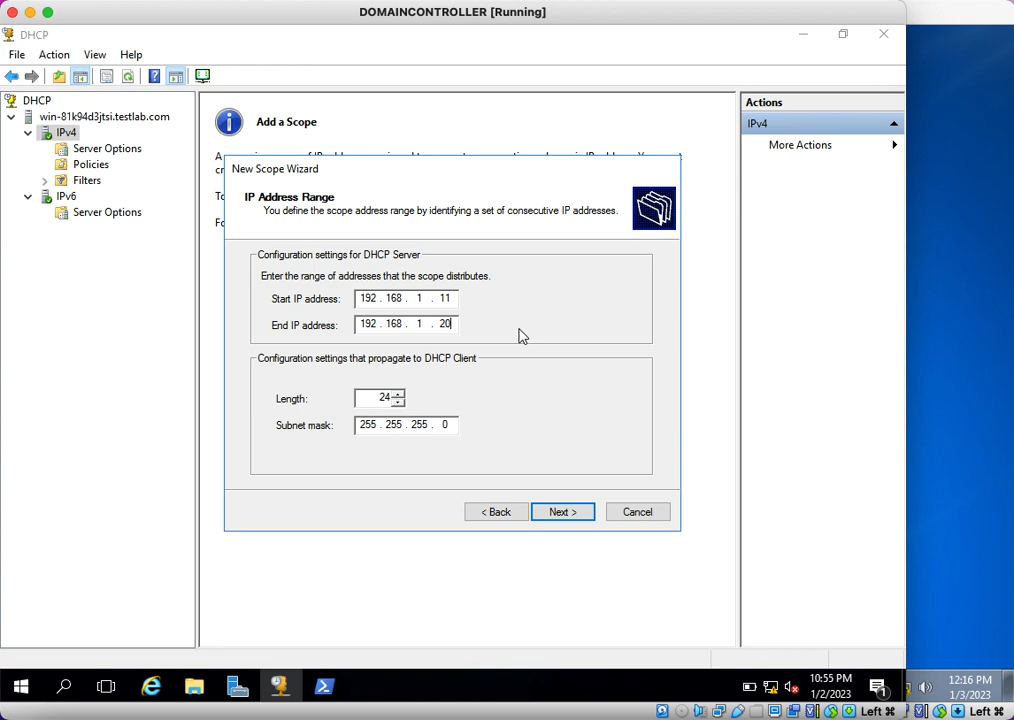 DOMAINCONTROLLER [Running]
DHCP
File Action View Help
DHCP
win-81k94d3jtsi.testlab.com
IPv4
Server Options
Policies
Filters
IPv6
Server Options
Add a Scope
New Scope Wizard
IP Address Range
You define the scope address range by identifying a set of consecutive IP addresses.
Configuration settings for DHCP Server
Enter the range of addresses that the scope distributes.
Start IP address: 192 . 168 . 1 . 11
End IP address: 192 . 168 . 1 . 20
Configuration settings that propagate to DHCP Client
Length: 24
Subnet mask: 255 . 255 . 255 . 0
< Back Next > Cancel
Actions
IPv4
More Actions
10:55 PM
1/2/2023
1
12:16 PM
1/3/2023
Left ⌘
Left ⌘